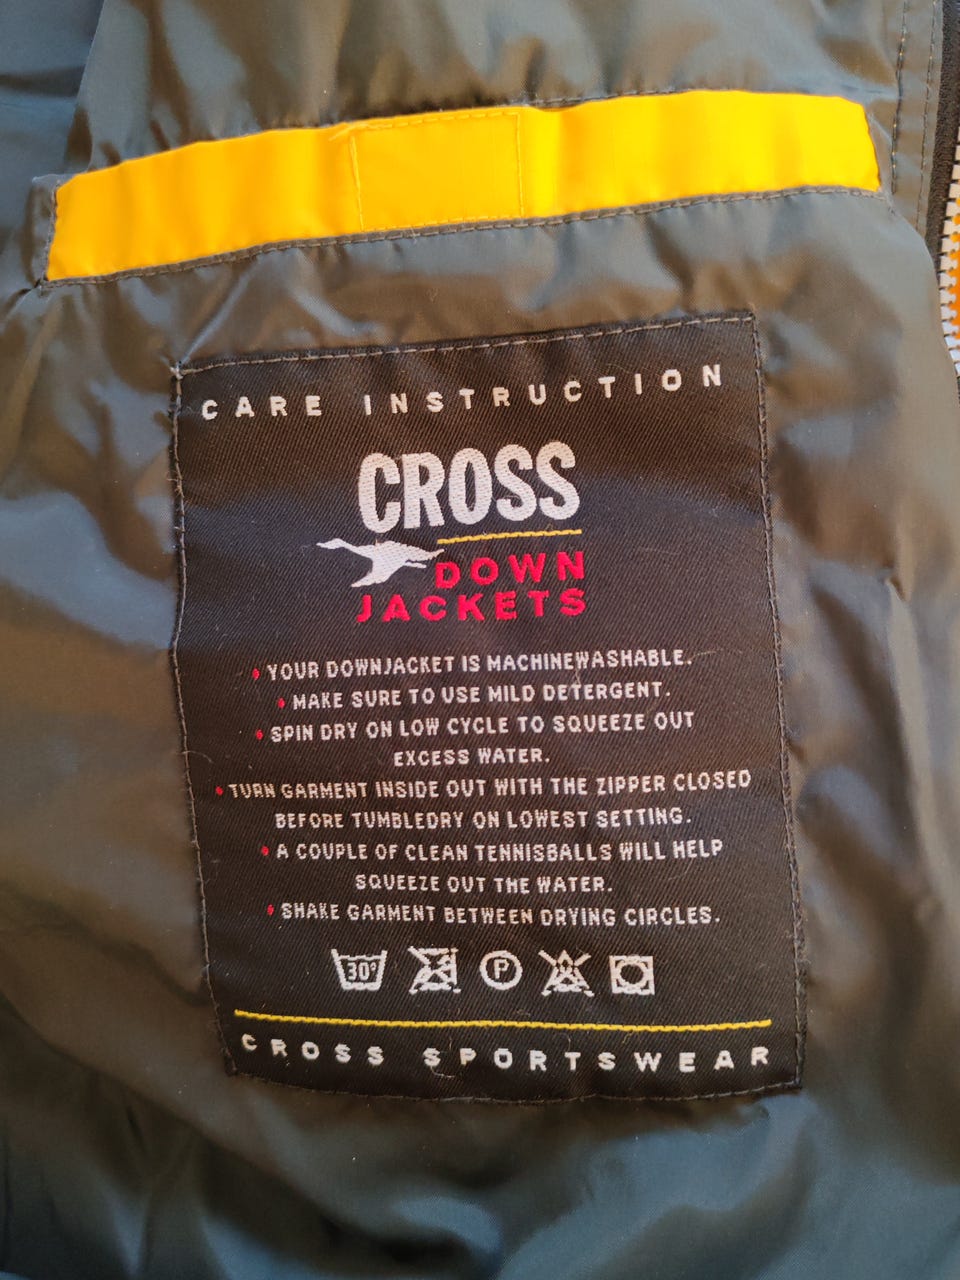 CARE INSTRUCTION
CROSS
DOWN
JACKETS
YOUR DOWNJACKET IS MACHINEWASHABLE.
MAKE SURE TO USE MILD DETERGENT.
SPIN DRY ON LOW CYCLE TO SQUEEZE OUT
EXCESS WATER.
TURN GARMENT INSIDE OUT WITH THE ZIPPER CLOSED
BEFORE TUMBLEDRY ON LOWEST SETTING.
A COUPLE OF CLEAN TENNISBALLS WILL HELP
SQUEEZE OUT THE WATER.
SHAKE GARMENT BETWEEN DRYING CIRCLES.
30° P
CROSS SPORTSWEAR